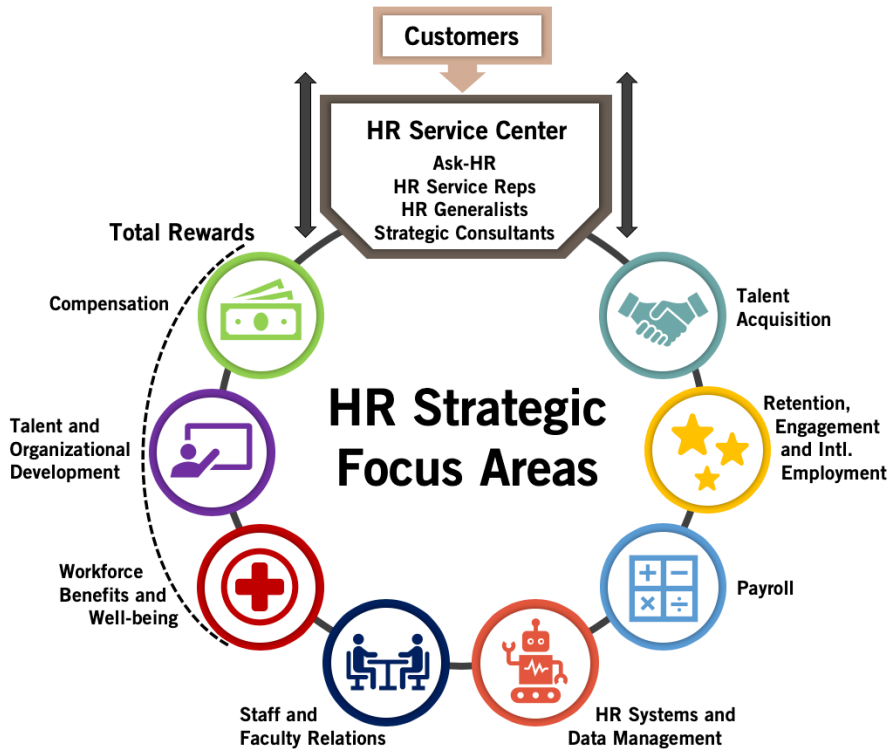 Customers
HR Service Center
Ask-HR
HR Service Reps
HR Generalists
Strategic Consultants
Total Rewards
Compensation
Talent and
Organizational
Development
Workforce
Benefits and
Well-being
Staff and
Faculty Relations
HR Systems and
Data Management
Payroll
Retention,
Engagement
and Intl.
Employment
Talent
Acquisition
HR Strategic
Focus Areas